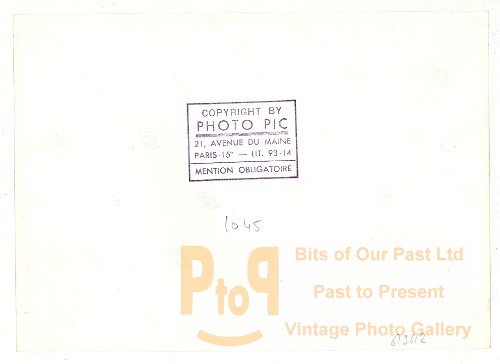 COPYRIGHT BY
PHOTO PIC
21, AVENUE DU MAINE
PARIS-15e — LIT. 93-14
MENTION OBLIGATOIRE
1045
PtoP
Bits of Our Past Ltd
Past to Present
Vintage Photo Gallery